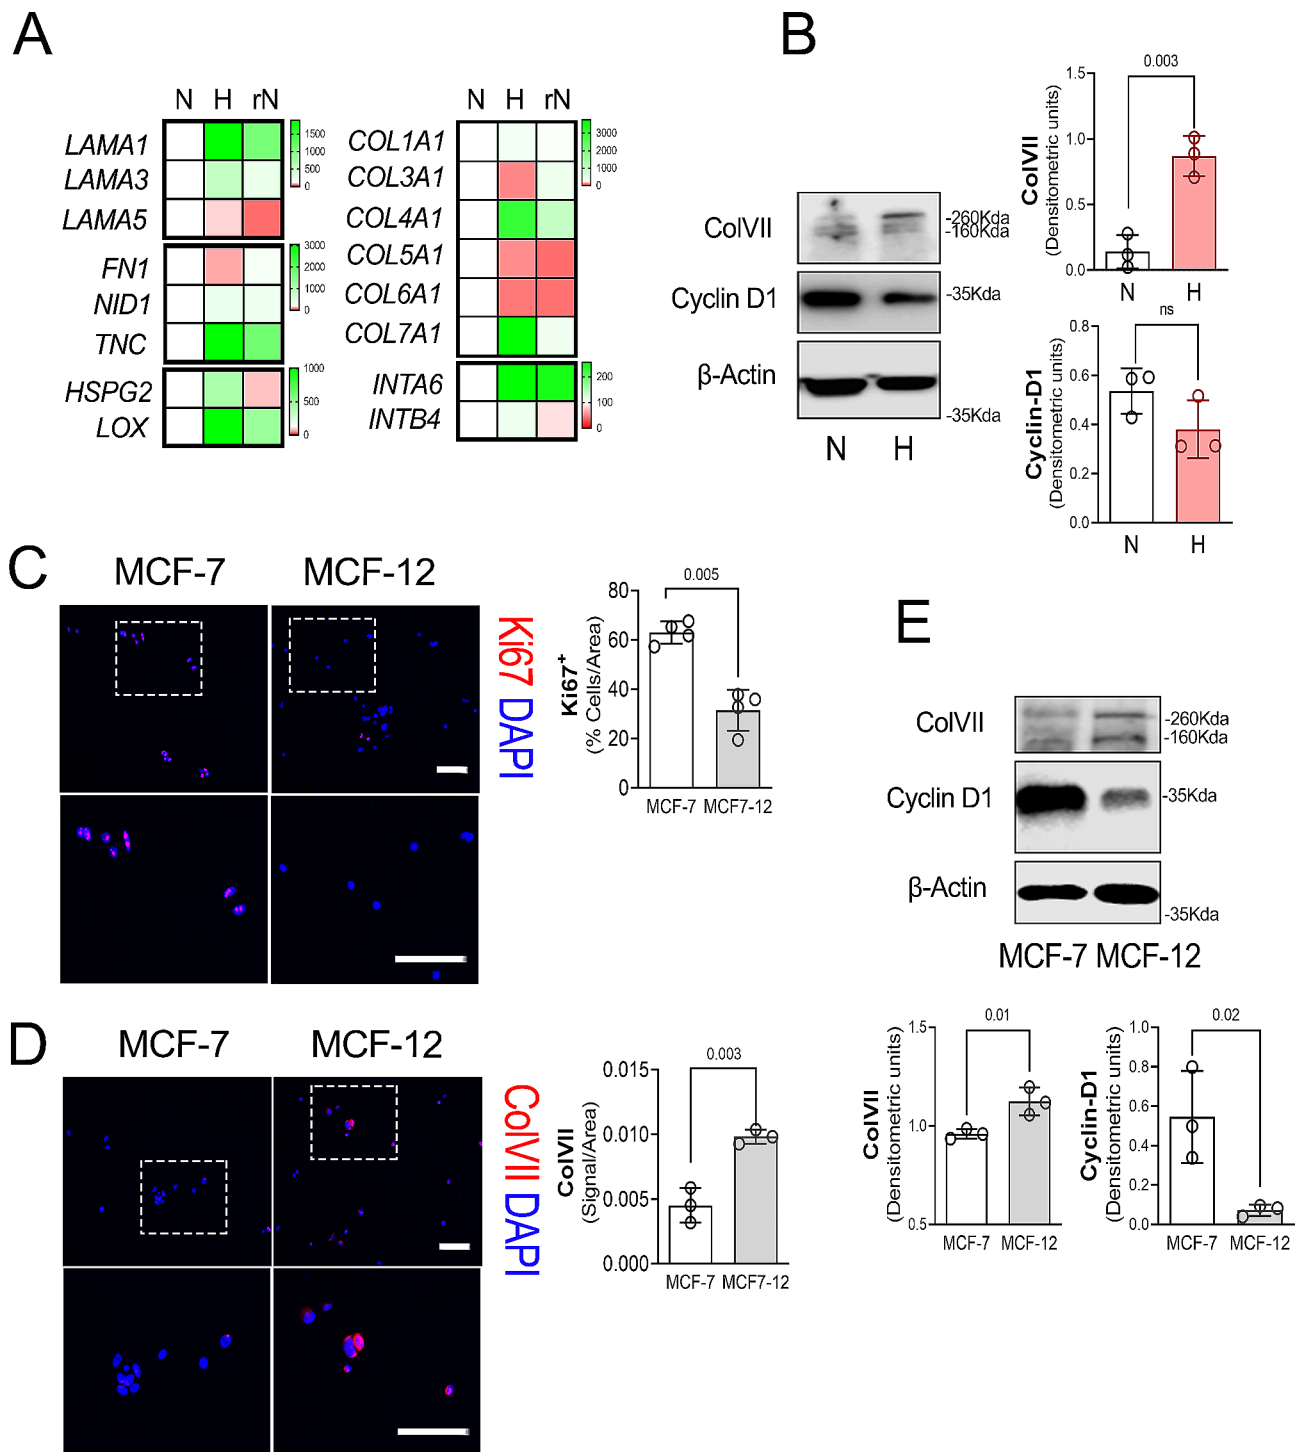 A
N H rN
LAMA1
LAMA3
LAMA5
1500
1000
500
0
FN1
NID1
TNC
3000
2000
1000
0
HSPG2
LOX
1000
500
0
N H rN
COL1A1
COL3A1
COL4A1
COL5A1
COL6A1
COL7A1
3000
2000
1000
0
INTA6
INTB4
200
100
0
B
ColVII
-260Kda
-160Kda
Cyclin D1
-35Kda
β-Actin
-35Kda
N H
ColVII
(Densitometric units)
1.5
1.0
0.5
0.0
0.003
N H
Cyclin-D1
(Densitometric units)
0.8
0.6
0.4
0.2
0.0
ns
N H
C
MCF-7 MCF-12
Ki67 DAPI
Ki67+
(% Cells/Area)
80
60
40
20
0
0.005
MCF-7 MCF7-12
D
MCF-7 MCF-12
ColVII DAPI
ColVII
(Signal/Area)
0.015
0.010
0.005
0.000
0.003
MCF-7 MCF7-12
E
ColVII
-260Kda
-160Kda
Cyclin D1
-35Kda
β-Actin
-35Kda
MCF-7 MCF-12
ColVII
(Densitometric units)
1.5
1.0
0.5
0.01
MCF-7 MCF-12
Cyclin-D1
(Densitometric units)
1.0
0.8
0.6
0.4
0.2
0.0
0.02
MCF-7 MCF-12